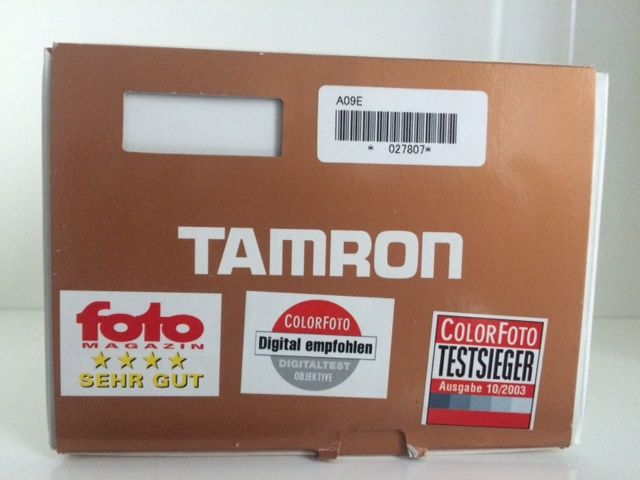 A09E
* 027807*
TAMRON
foto
MAGAZIN
SEHR GUT
COLORFOTO
Digital empfohlen
DIGITALTEST
OBJEKTIVE
COLORFOTO
TESTSIEGER
Ausgabe 10/2003